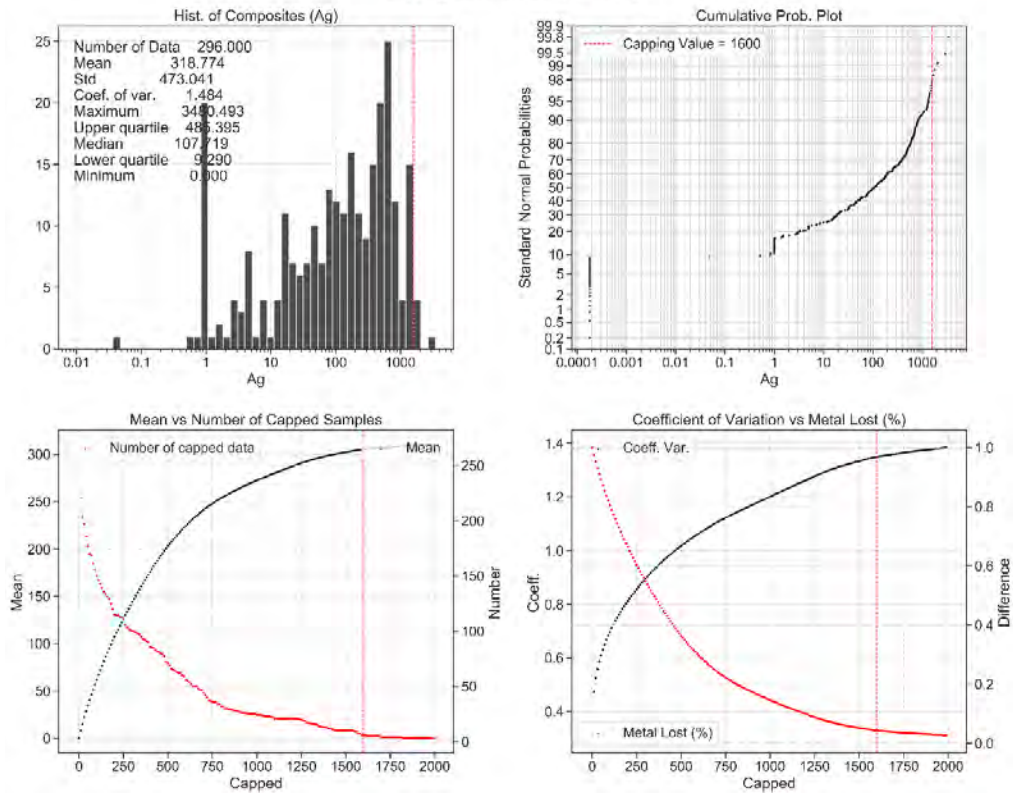 Hist. of Composites (Ag)
Number of Data 296.000
Mean 318.774
Std 473.041
Coef. of var. 1.484
Maximum 3480.493
Upper quartile 485.395
Median 107.719
Lower quartile 9.290
Minimum 0.000
25
20
15
10
5
0
0.01 0.1 1 10 100 1000
Ag
Cumulative Prob. Plot
Capping Value = 1600
Standard Normal Probabilities
99.9
99.8
99.5
99
98
95
90
80
70
60
50
40
30
20
10
5
2
1
0.5
0.2
0.1
0.0001 0.001 0.01 0.1 1 10 100 1000
Ag
Mean vs Number of Capped Samples
Number of capped data
Mean
Mean
300
250
200
150
100
50
0
250
200
150
100
50
0
Number
0 250 500 750 1000 1250 1500 1750 2000
Capped
Coefficient of Variation vs Metal Lost (%)
Coeff. Var.
Metal Lost (%)
Coeff.
1.4
1.2
1.0
0.8
0.6
0.4
1.0
0.8
0.6
0.4
0.2
0.0
Difference
0 250 500 750 1000 1250 1500 1750 2000
Capped